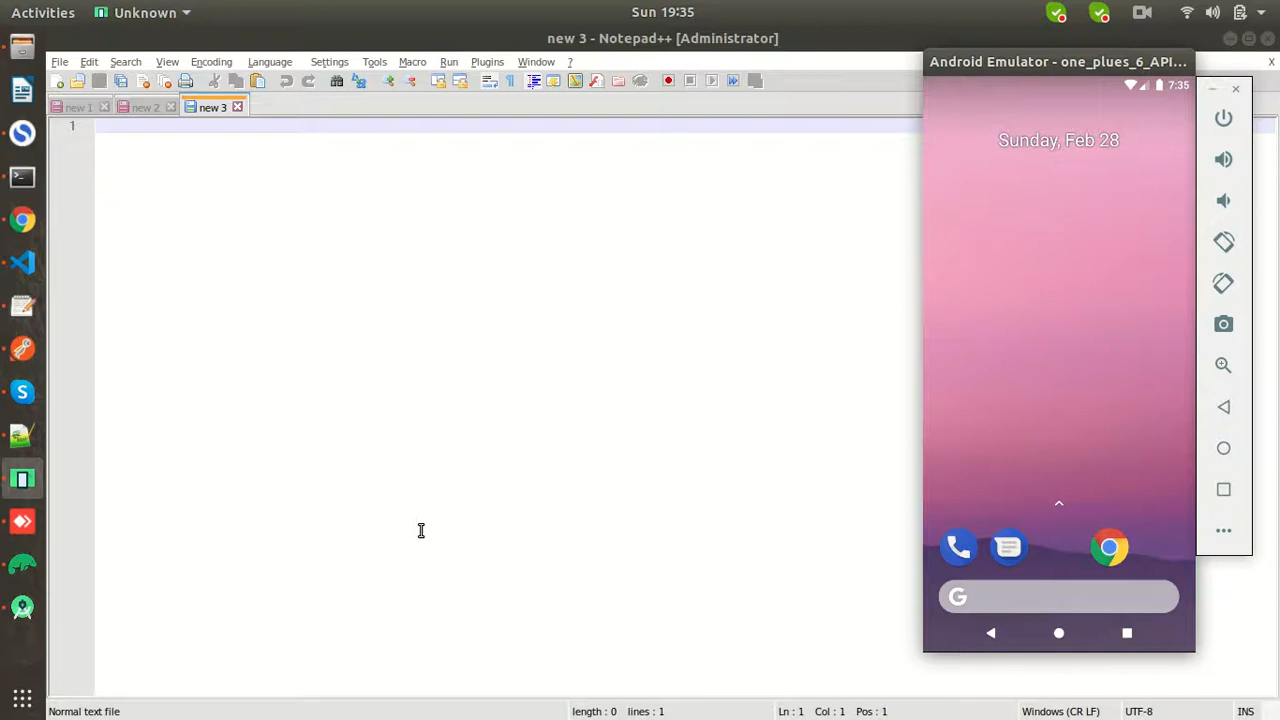 Activities Unknown Sun 19:35
new 3 - Notepad++ [Administrator]
File Edit Search View Encoding Language Settings Tools Macro Run Plugins Window ? X
new 1 new 2 new 3
1
Android Emulator - one_plues_6_API...
7:35
Sunday, Feb 28
Normal text file length : 0 lines : 1 Ln : 1 Col : 1 Pos : 1 Windows (CR LF) UTF-8 INS